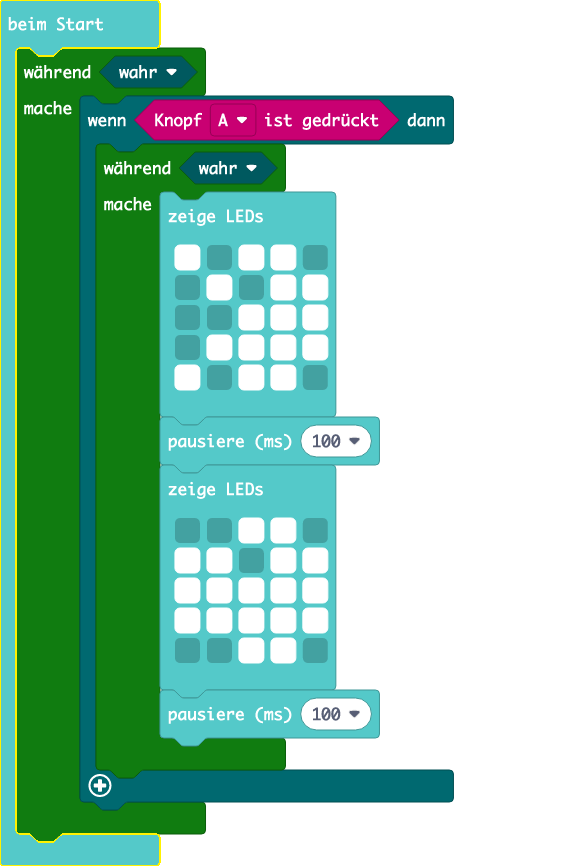 beim Start
während wahr
mache wenn Knopf A ist gedrückt dann
während wahr
mache zeige LEDs
pausiere (ms) 100
zeige LEDs
pausiere (ms) 100